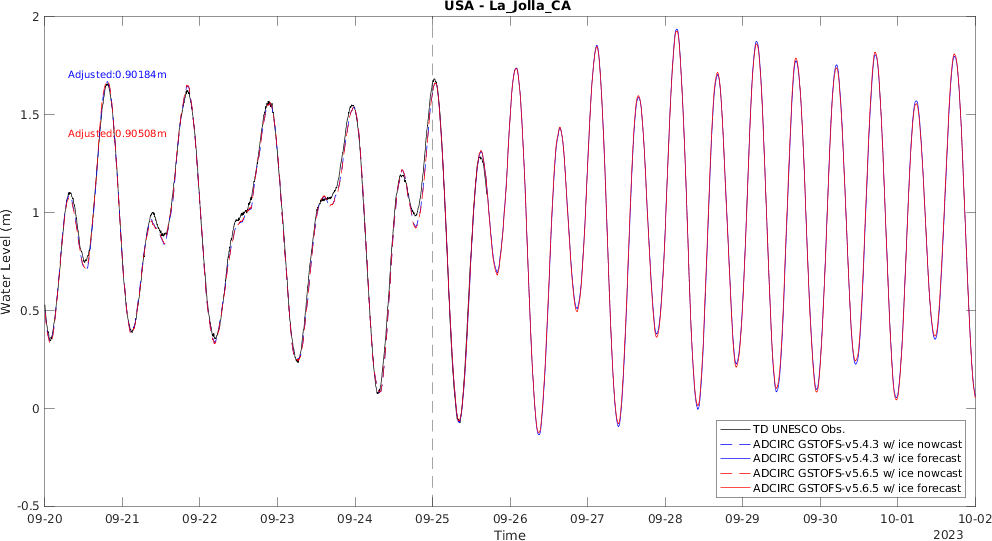 USA - La_Jolla_CA
2
1.5
1
0.5
0
-0.5
Water Level (m)
Adjusted:0.90184m
Adjusted:0.90508m
TD UNESCO Obs.
ADCIRC GSTOFS-v5.4.3 w/ ice nowcast
ADCIRC GSTOFS-v5.4.3 w/ ice forecast
ADCIRC GSTOFS-v5.6.5 w/ ice nowcast
ADCIRC GSTOFS-v5.6.5 w/ ice forecast
09-20 09-21 09-22 09-23 09-24 09-25 09-26 09-27 09-28 09-29 09-30 10-01 10-02
Time
2023